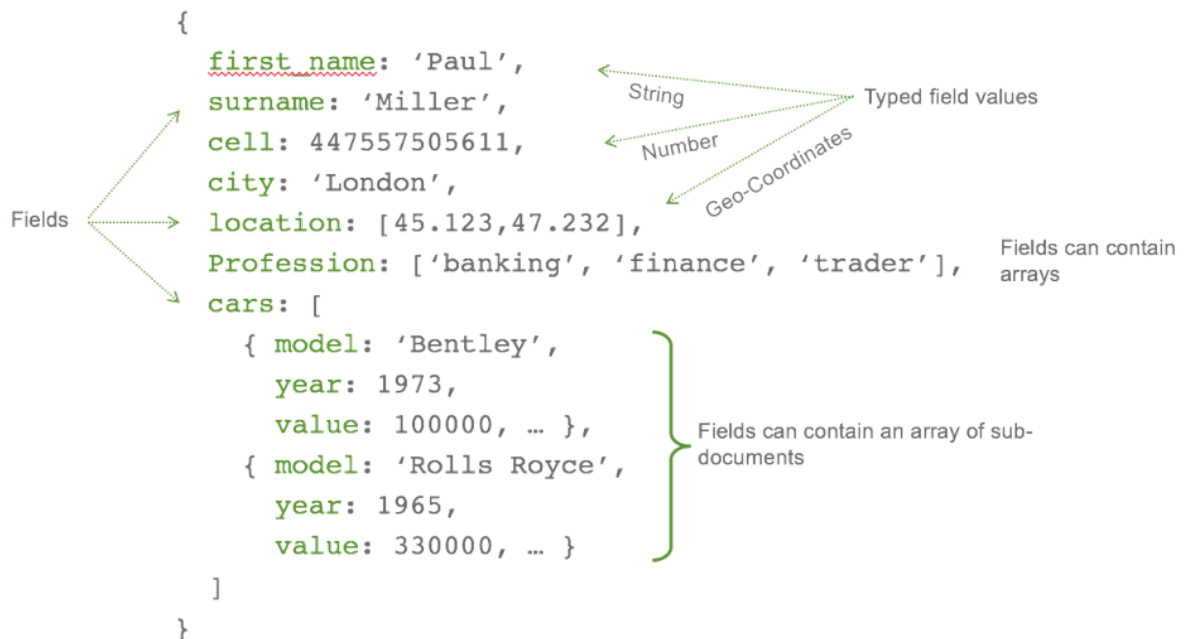 {
first_name: ‘Paul’,
surname: ‘Miller’,
cell: 447557505611,
city: ‘London’,
location: [45.123,47.232],
Profession: [‘banking’, ‘finance’, ‘trader’],
cars: [
{ model: ‘Bentley’,
year: 1973,
value: 100000, … },
{ model: ‘Rolls Royce’,
year: 1965,
value: 330000, … }
]
}
Fields
String
Number
Geo-Coordinates
Typed field values
Fields can contain
arrays
Fields can contain an array of sub-
documents